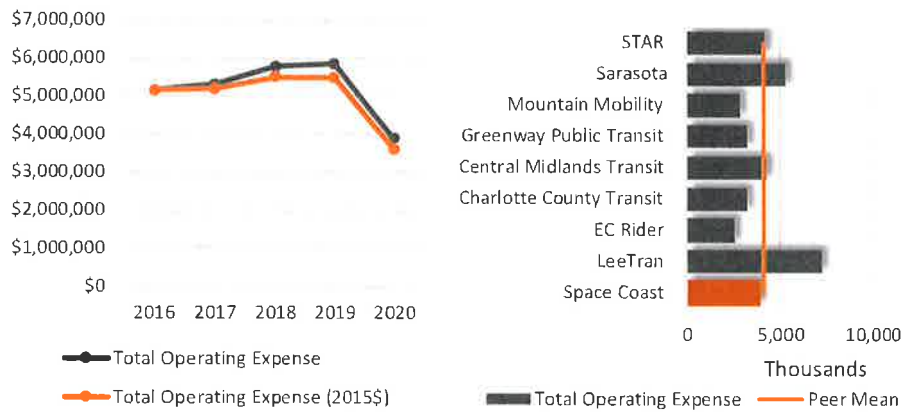 $7,000,000
$6,000,000
$5,000,000
$4,000,000
$3,000,000
$2,000,000
$1,000,000
$0
2016 2017 2018 2019 2020
Total Operating Expense
Total Operating Expense (2015$)
STAR
Sarasota
Mountain Mobility
Greenway Public Transit
Central Midlands Transit
Charlotte County Transit
EC Rider
LeeTran
Space Coast
0 5,000 10,000
Thousands
Total Operating Expense Peer Mean